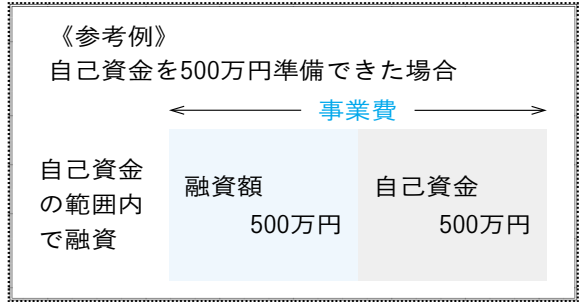 《参考例》
自己資金を500万円準備できた場合
事業費
自己資金
の範囲内
で融資
融資額
500万円
自己資金
500万円